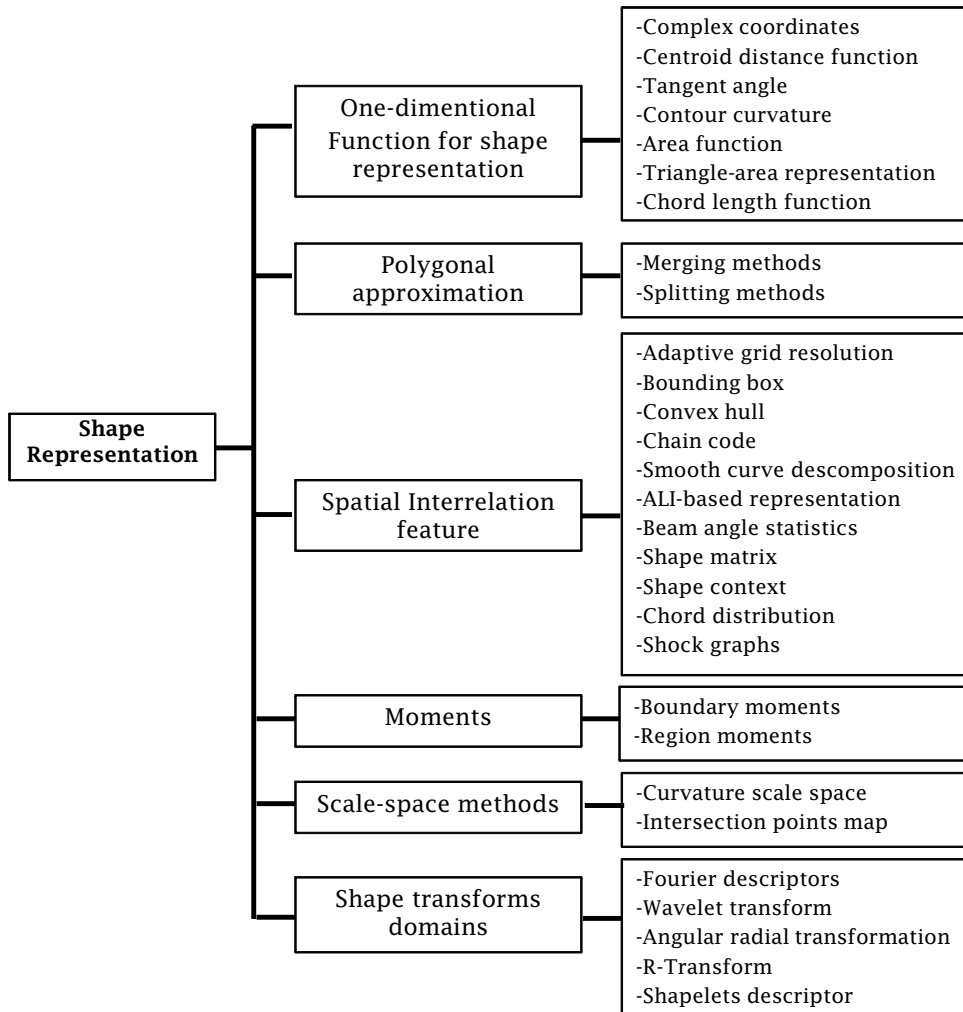 Shape
Representation
One-dimentional
Function for shape
representation
-Complex coordinates
-Centroid distance function
-Tangent angle
-Contour curvature
-Area function
-Triangle-area representation
-Chord length function
Polygonal
approximation
-Merging methods
-Splitting methods
Spatial Interrelation
feature
-Adaptive grid resolution
-Bounding box
-Convex hull
-Chain code
-Smooth curve descomposition
-ALI-based representation
-Beam angle statistics
-Shape matrix
-Shape context
-Chord distribution
-Shock graphs
Moments
-Boundary moments
-Region moments
Scale-space methods
-Curvature scale space
-Intersection points map
Shape transforms
domains
-Fourier descriptors
-Wavelet transform
-Angular radial transformation
-R-Transform
-Shapelets descriptor